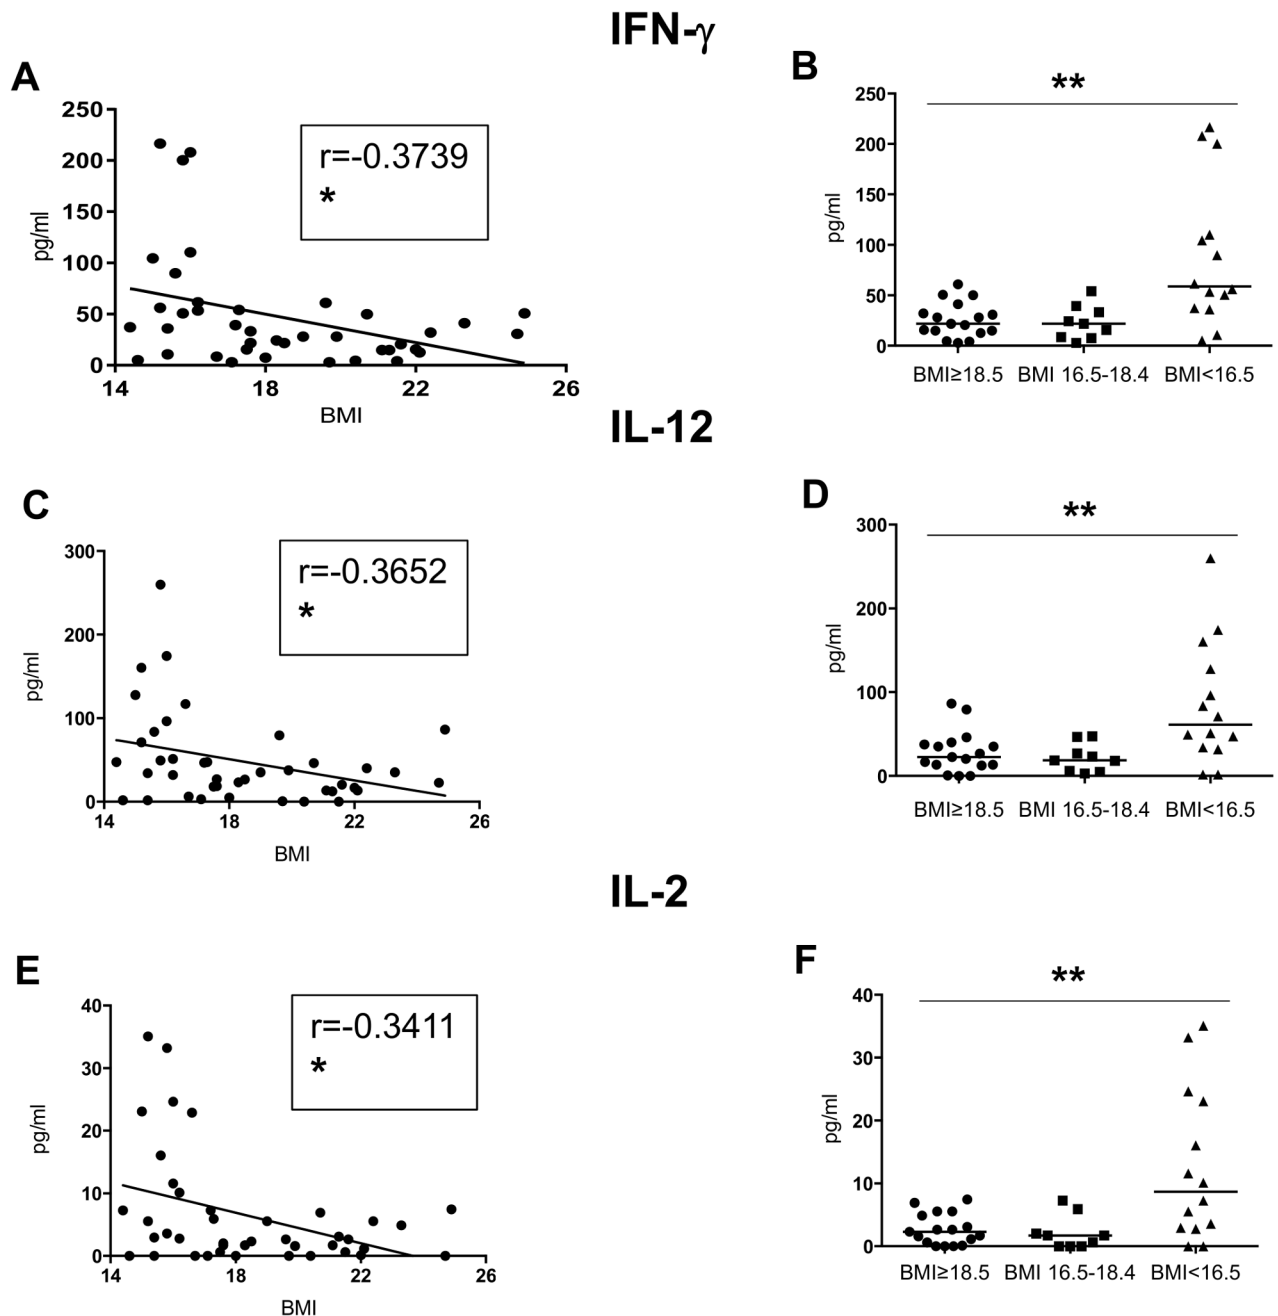 IFN-γ
A
250
200
150
100
50
0
pg/ml
14
18
22
26
BMI
r=-0.3739
*
B
**
250
200
150
100
50
0
pg/ml
BMI≥18.5
BMI 16.5-18.4
BMI<16.5
IL-12
C
300
200
100
0
pg/ml
14
18
22
26
BMI
r=-0.3652
*
D
**
300
200
100
0
pg/ml
BMI≥18.5
BMI 16.5-18.4
BMI<16.5
IL-2
E
40
30
20
10
0
pg/ml
14
18
22
26
BMI
r=-0.3411
*
F
**
40
30
20
10
0
pg/ml
BMI≥18.5
BMI 16.5-18.4
BMI<16.5